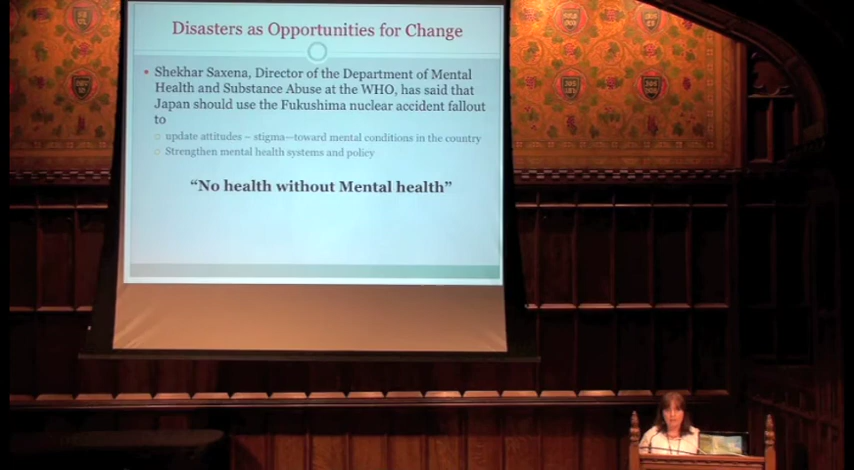 Disasters as Opportunities for Change
• Shekhar Saxena, Director of the Department of Mental
Health and Substance Abuse at the WHO, has said that
Japan should use the Fukushima nuclear accident fallout
to
○ update attitudes – stigma—toward mental conditions in the country
○ Strengthen mental health systems and policy
“No health without Mental health”